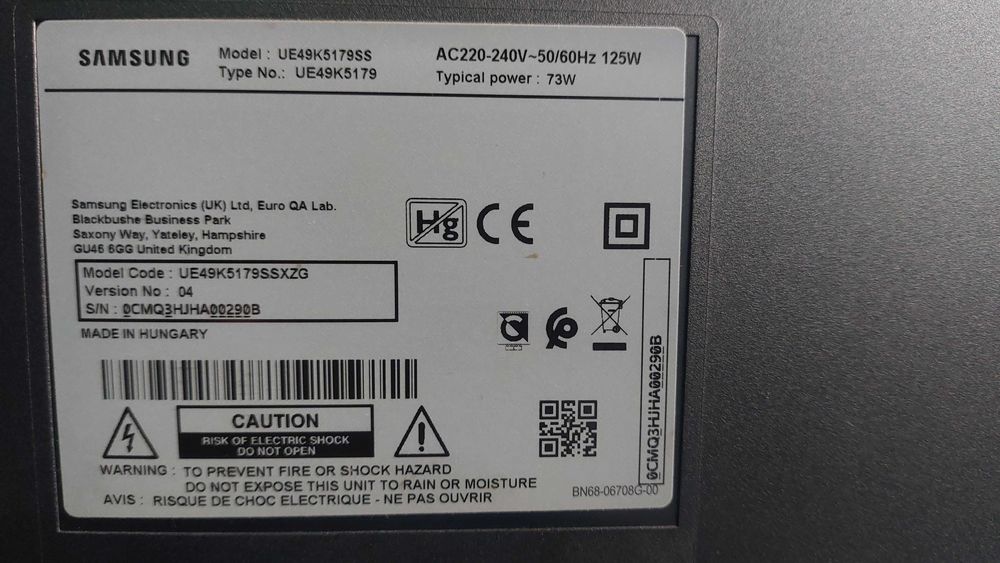 SAMSUNG
Model : UE49K5179SS
Type No.: UE49K5179
AC220-240V~50/60Hz 125W
Typical power : 73W
Samsung Electronics (UK) Ltd, Euro QA Lab.
Blackbushe Business Park
Saxony Way, Yateley, Hampshire
GU46 6GG United Kingdom
Hg
CE
Model Code : UE49K5179SSXZG
Version No : 04
S/N : 0CMQ3HJHA00290B
MADE IN HUNGARY
CAUTION
RISK OF ELECTRIC SHOCK
DO NOT OPEN
WARNING : TO PREVENT FIRE OR SHOCK HAZARD
DO NOT EXPOSE THIS UNIT TO RAIN OR MOISTURE
AVIS : RISQUE DE CHOC ELECTRIQUE - NE PAS OUVRIR
0CMQ3HJHA00290B
BN68-06708G-00